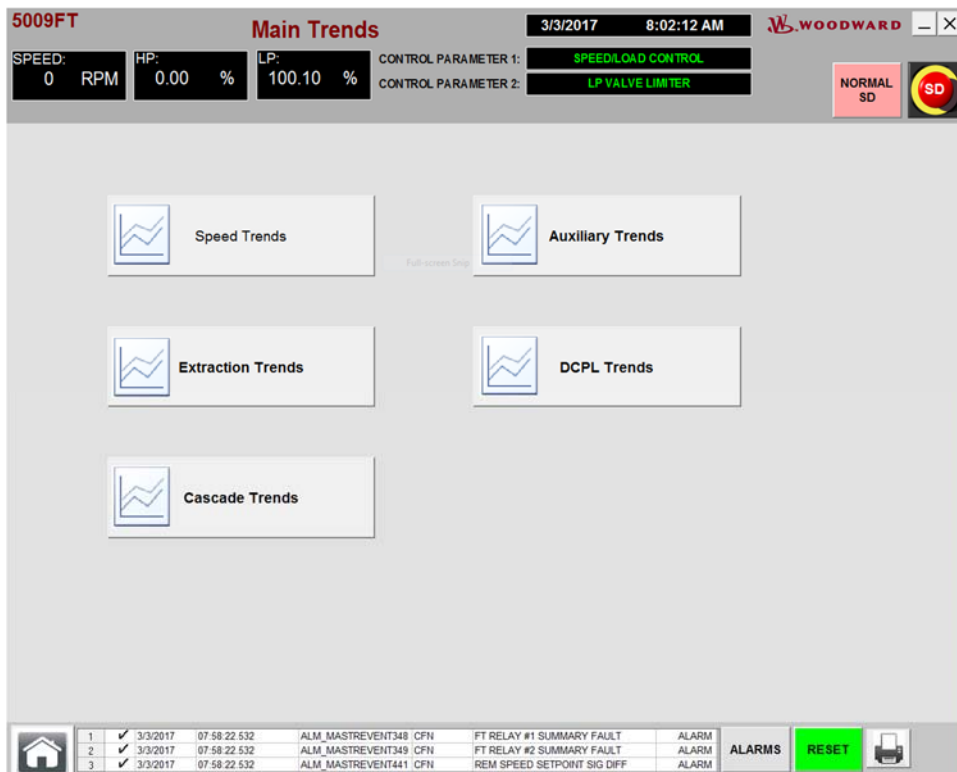 5009FT
Main Trends
3/3/2017 8:02:12 AM
WOODWARD
SPEED:
0 RPM
HP:
0.00 %
LP:
100.10 %
CONTROL PARAMETER 1: SPEED/LOAD CONTROL
CONTROL PARAMETER 2: LP VALVE LIMITER
NORMAL
SD
SD
Speed Trends
Auxiliary Trends
Full-screen Snip
Extraction Trends
DCPL Trends
Cascade Trends
1 ✓ 3/3/2017 07:58:22.532 ALM_MASTREVENT348 CFN FT RELAY #1 SUMMARY FAULT ALARM
2 ✓ 3/3/2017 07:58:22.532 ALM_MASTREVENT349 CFN FT RELAY #2 SUMMARY FAULT ALARM
3 ✓ 3/3/2017 07:58:22.532 ALM_MASTREVENT441 CFN REM SPEED SETPOINT SIG DIFF ALARM
ALARMS
RESET